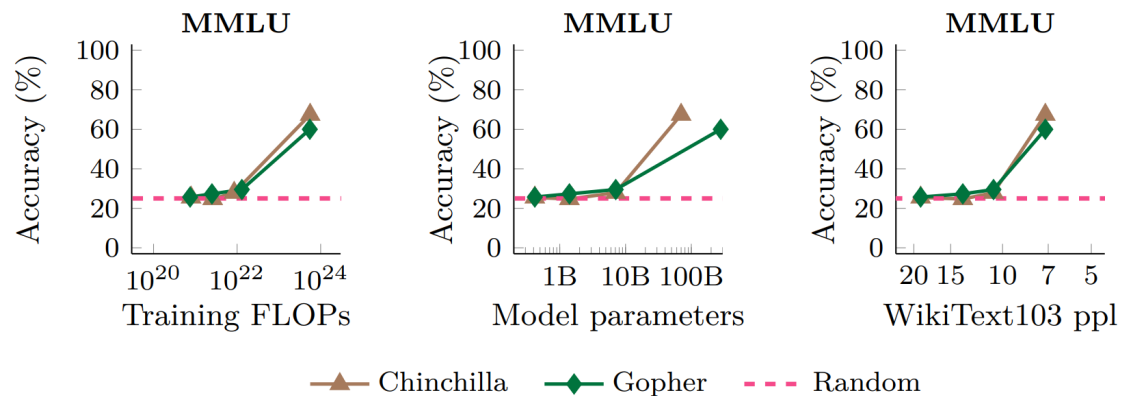 MMLU
100
80
60
40
20
0
Accuracy (%)
10^20 10^22 10^24
Training FLOPs
MMLU
100
80
60
40
20
0
Accuracy (%)
1B 10B 100B
Model parameters
MMLU
100
80
60
40
20
0
Accuracy (%)
20 15 10 7 5
WikiText103 ppl
Chinchilla Gopher Random